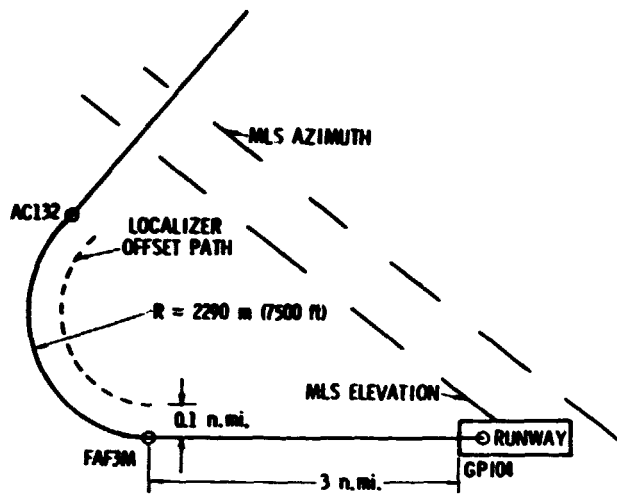 MLS AZIMUTH
AC132
LOCALIZER
OFFSET PATH
R = 2290 m (7500 ft)
MLS ELEVATION
0.1 n.mi.
RUNWAY
FAF3M
GP104
3 n.mi.